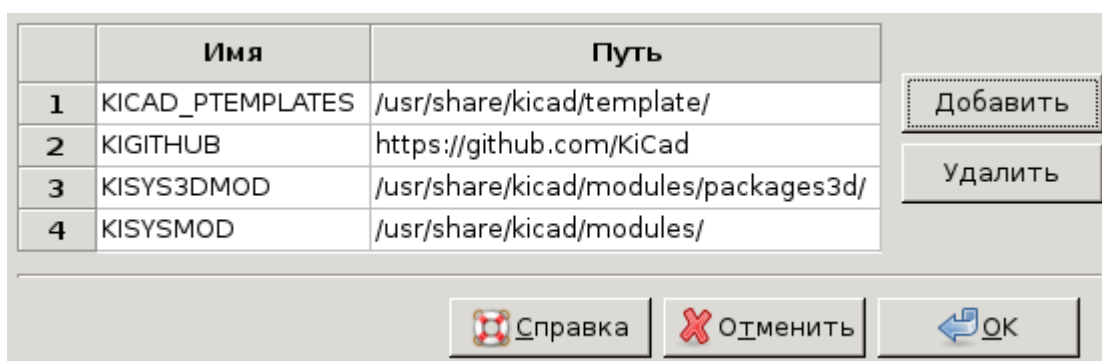 Имя Путь
1 KICAD_PTEMPLATES /usr/share/kicad/template/
2 KIGITHUB https://github.com/KiCad
3 KISYS3DMOD /usr/share/kicad/modules/packages3d/
4 KISYSMOD /usr/share/kicad/modules/
Добавить
Удалить
Справка Отменить OK